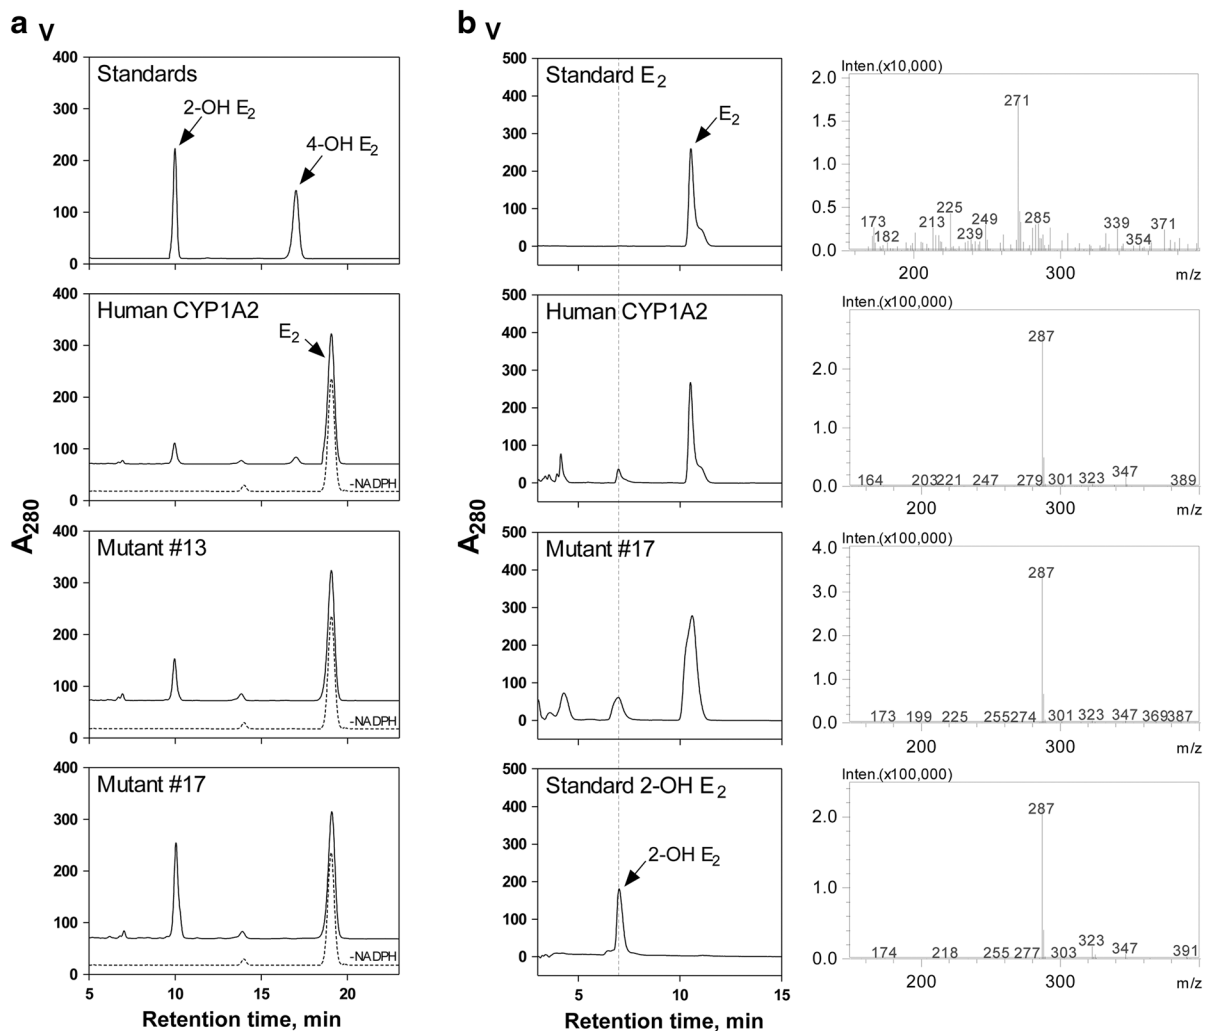 a V
400
300
200
100
0
Standards
2-OH E2
4-OH E2
400
300
200
100
0
Human CYP1A2
E2
-NADPH
A280
400
300
200
100
0
Mutant #13
-NADPH
400
300
200
100
0
Mutant #17
-NADPH
5 10 15 20
Retention time, min
b V
500
400
300
200
100
0
Standard E2
E2
500
400
300
200
100
0
Human CYP1A2
A280
500
400
300
200
100
0
Mutant #17
500
400
300
200
100
0
Standard 2-OH E2
2-OH E2
5 10 15
Retention time, min
Inten.(x10,000)
2.0
1.5
1.0
0.5
0.0
173 182 213 225 239 249 271 285 339 354 371
200 300 m/z
Inten.(x100,000)
2.0
1.0
0.0
287
164 203 221 247 279 301 323 347 389
200 300 m/z
Inten.(x100,000)
4.0
3.0
2.0
1.0
0.0
287
173 199 225 255 274 301 323 347 369 387
200 300 m/z
Inten.(x100,000)
2.0
1.0
0.0
287
174 218 255 277 303 323 347 391
200 300 m/z